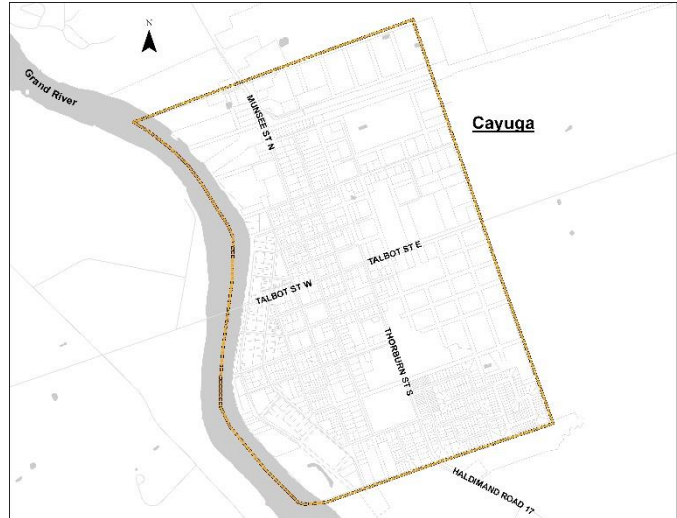 N
Grand River
MUNSEE ST N
Cayuga
TALBOT ST E
TALBOT ST W
THORBURN ST S
HALDIMAND ROAD 17